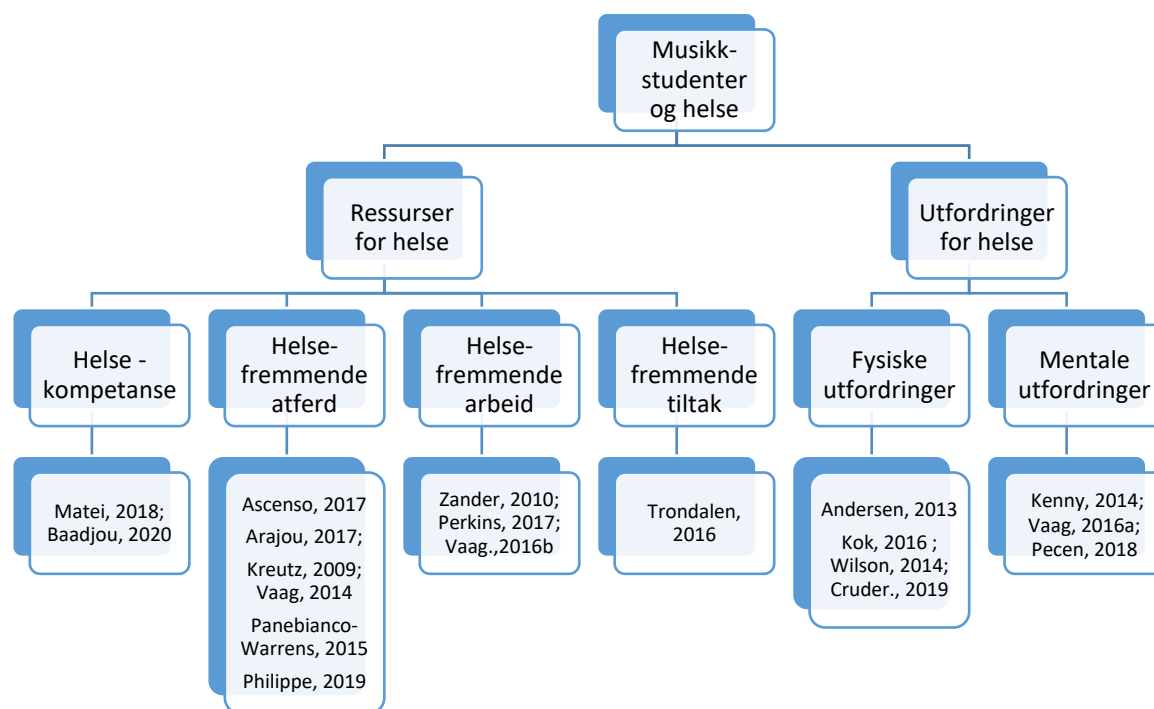 Musikk-
studenter
og helse
Ressurser
for helse
Utfordringer
for helse
Helse -
kompetanse
Helse-
fremmende
atferd
Helse-
fremmende
arbeid
Helse-
fremmende
tiltak
Fysiske
utfordringer
Mentale
utfordringer
Matei, 2018;
Baadjou, 2020
Ascenso, 2017
Arajou, 2017;
Kreutz, 2009;
Vaag, 2014
Panebianco-
Warrens, 2015
Philippe, 2019
Zander, 2010;
Perkins, 2017;
Vaag.,2016b
Trondalen,
2016
Andersen, 2013
Kok, 2016 ;
Wilson, 2014;
Cruder., 2019
Kenny, 2014;
Vaag, 2016a;
Pecen, 2018